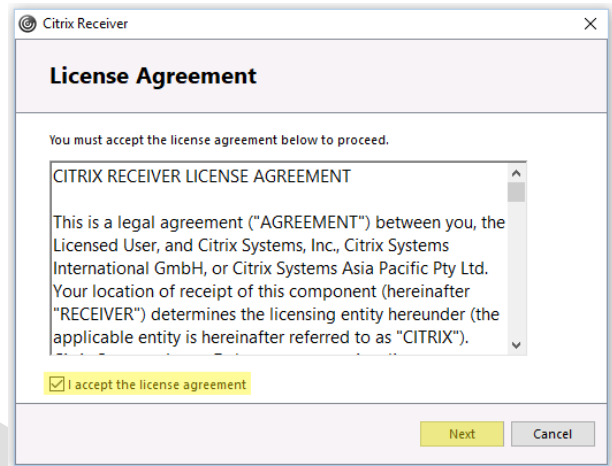 Citrix Receiver
License Agreement
You must accept the license agreement below to proceed.
CITRIX RECEIVER LICENSE AGREEMENT
This is a legal agreement ("AGREEMENT") between you, the
Licensed User, and Citrix Systems, Inc., Citrix Systems
International GmbH, or Citrix Systems Asia Pacific Pty Ltd.
Your location of receipt of this component (hereinafter
"RECEIVER") determines the licensing entity hereunder (the
applicable entity is hereinafter referred to as "CITRIX").
I accept the license agreement
Next
Cancel